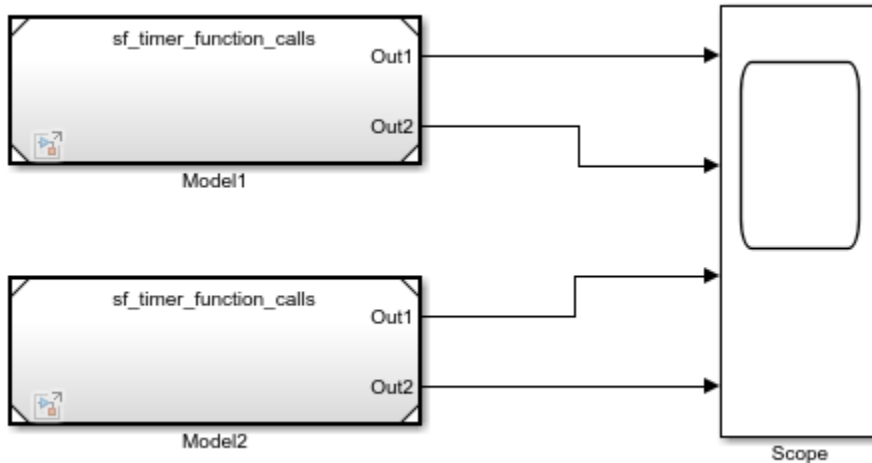 sf_timer_function_calls
Out1
Out2
Model1
sf_timer_function_calls
Out1
Out2
Model2
Scope